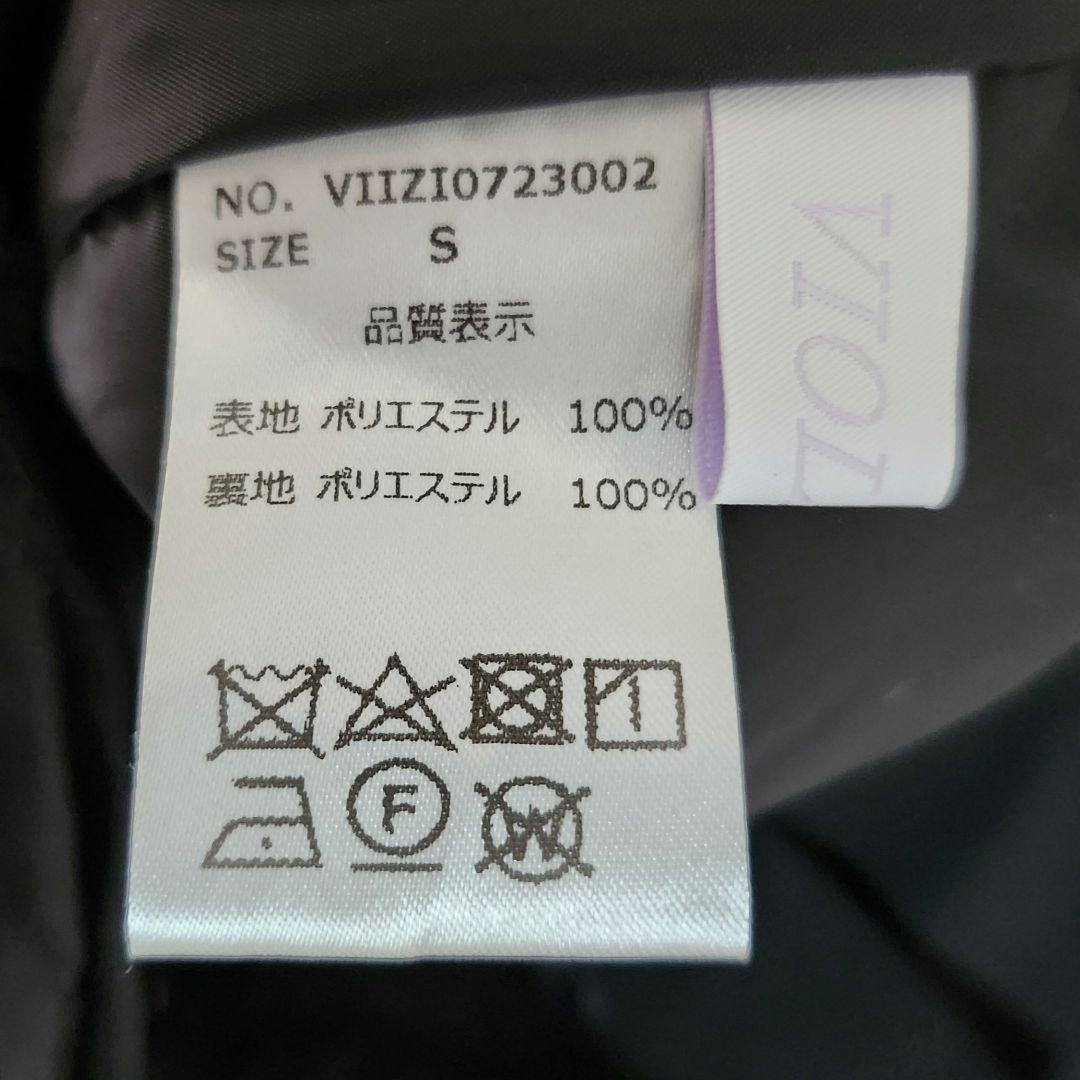 NO. VIIZI0723002
SIZE S
品質表示
表地 ポリエステル 100%
裏地 ポリエステル 100%
1
F
W